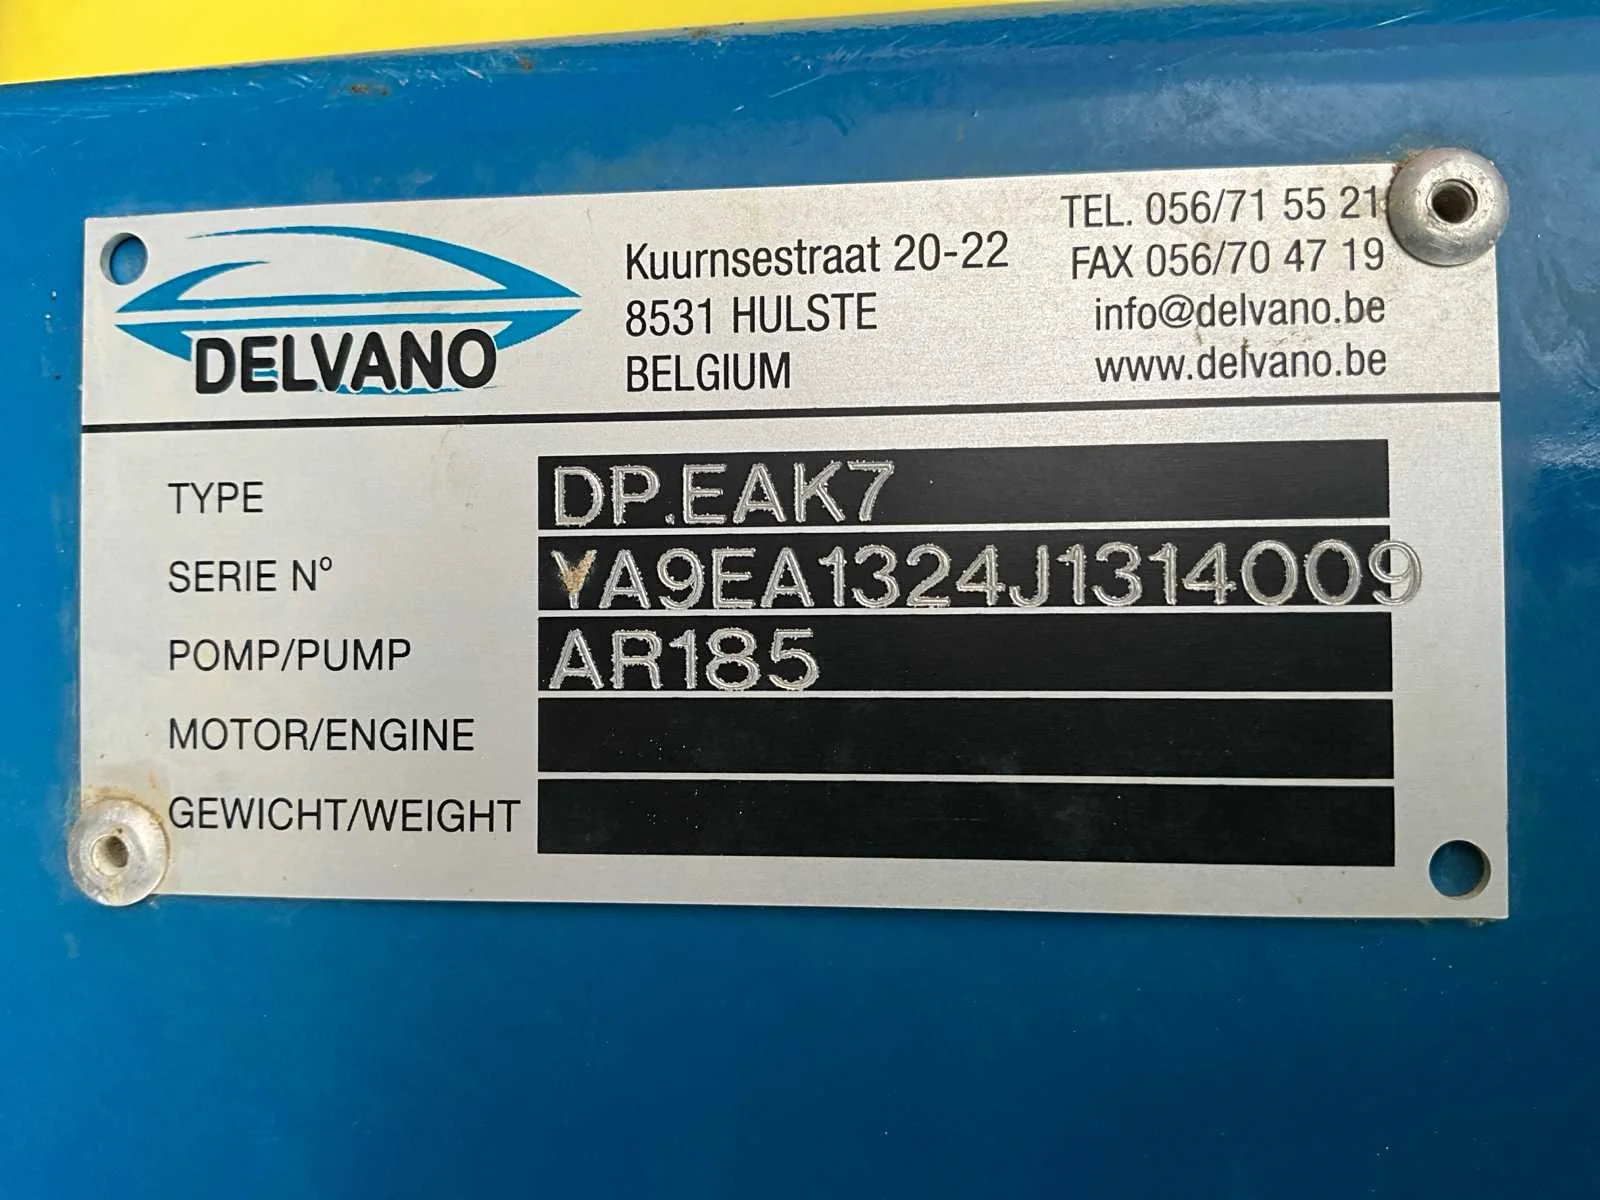 DELVANO
Kuurnsestraat 20-22
8531 HULSTE
BELGIUM
TEL. 056/71 55 21
FAX 056/70 47 19
info@delvano.be
www.delvano.be
TYPE DP.EAK7
SERIE Nº YA9EA1324J1314009
POMP/PUMP AR185
MOTOR/ENGINE
GEWICHT/WEIGHT